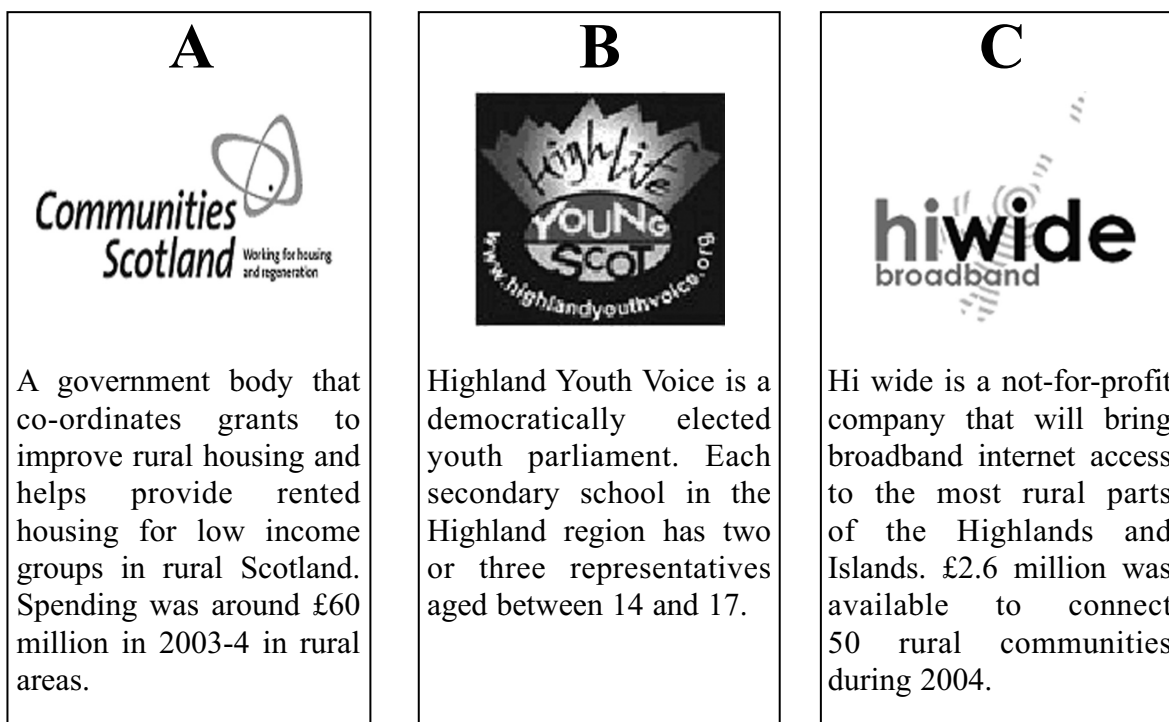 A
Communities
Scotland
Working for housing
and regeneration
A government body that
co-ordinates grants to
improve rural housing and
helps provide rented
housing for low income
groups in rural Scotland.
Spending was around £60
million in 2003-4 in rural
areas.
B
Highlife
YOUNG
SCOT
www.highlandyouthvoice.org
Highland Youth Voice is a
democratically elected
youth parliament. Each
secondary school in the
Highland region has two
or three representatives
aged between 14 and 17.
C
hiwide
broadband
Hi wide is a not-for-profit
company that will bring
broadband internet access
to the most rural parts
of the Highlands and
Islands. £2.6 million was
available to connect
50 rural communities
during 2004.